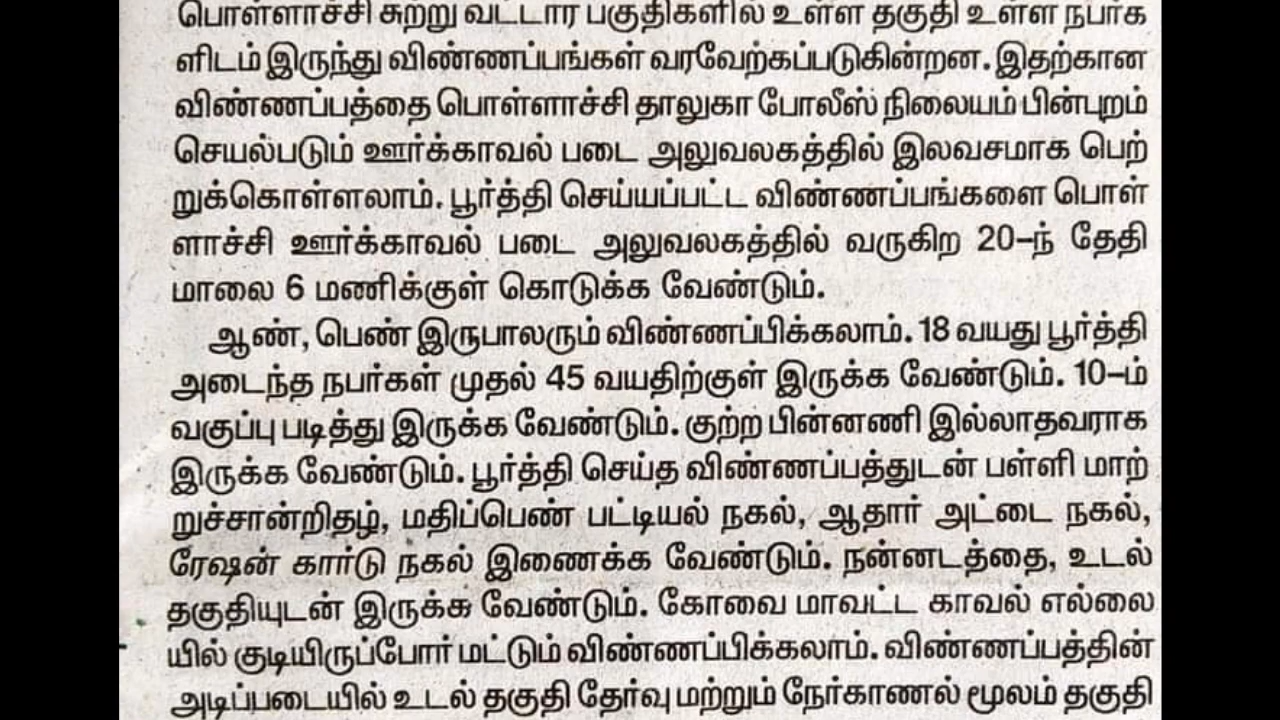 பொள்ளாச்சி சுற்று வட்டார பகுதிகளில் உள்ள தகுதி உள்ள நபர்க
ளிடம் இருந்து விண்ணப்பங்கள் வரவேற்கப்படுகின்றன. இதற்கான
விண்ணப்பத்தை பொள்ளாச்சி தாலுகா போலீஸ் நிலையம் பின்புறம்
செயல்படும் ஊர்க்காவல் படை அலுவலகத்தில் இலவசமாக பெற்
றுக்கொள்ளலாம். பூர்த்தி செய்யப்பட்ட விண்ணப்பங்களை பொள்
ளாச்சி ஊர்க்காவல் படை அலுவலகத்தில் வருகிற 20-ந் தேதி
மாலை 6 மணிக்குள் கொடுக்க வேண்டும்.
ஆண், பெண் இருபாலரும் விண்ணப்பிக்கலாம். 18 வயது பூர்த்தி
அடைந்த நபர்கள் முதல் 45 வயதிற்குள் இருக்க வேண்டும். 10-ம்
வகுப்பு படித்து இருக்க வேண்டும். குற்ற பின்னணி இல்லாதவராக
இருக்க வேண்டும். பூர்த்தி செய்த விண்ணப்பத்துடன் பள்ளி மாற்
றுச்சான்றிதழ், மதிப்பெண் பட்டியல் நகல், ஆதார் அட்டை நகல்,
ரேஷன் கார்டு நகல் இணைக்க வேண்டும். நன்னடத்தை, உடல்
தகுதியுடன் இருக்க வேண்டும். கோவை மாவட்ட காவல் எல்லை
யில் குடியிருப்போர் மட்டும் விண்ணப்பிக்கலாம். விண்ணப்பத்தின்
அடிப்படையில் உடல் தகுதி தேர்வு மற்றும் நேர்காணல் மூலம் தகுதி